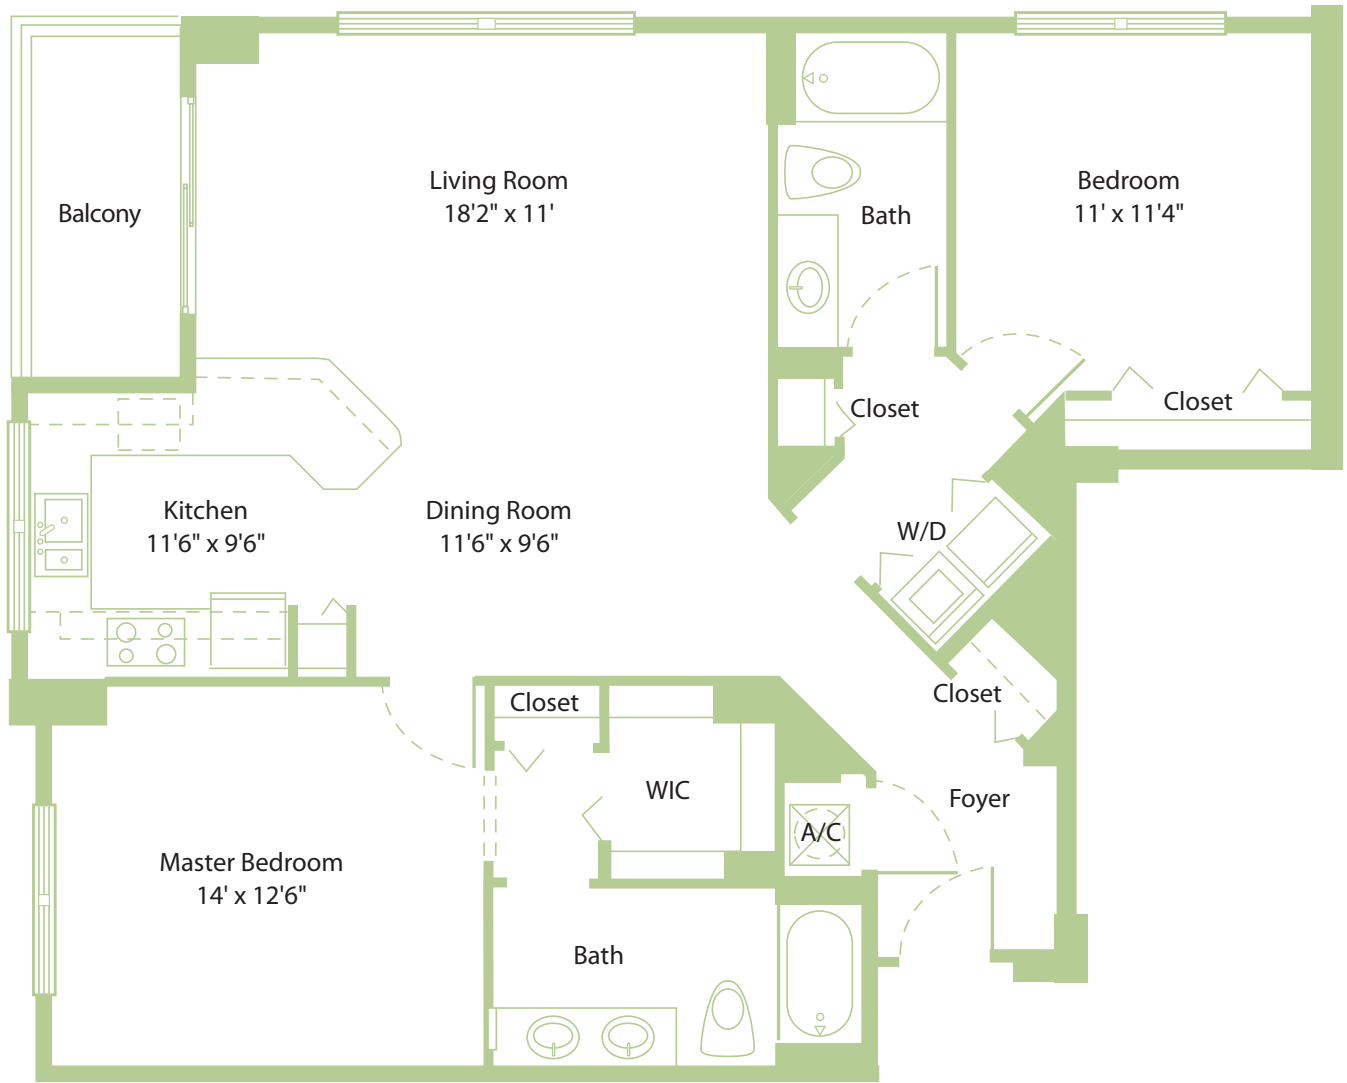 Living Room
18'2" x 11'
Bedroom
11' x 11'4"
Balcony
Bath
Closet
Closet
Kitchen
11'6" x 9'6"
Dining Room
11'6" x 9'6"
W/D
Closet
Closet
WIC
Foyer
A/C
Master Bedroom
14' x 12'6"
Bath